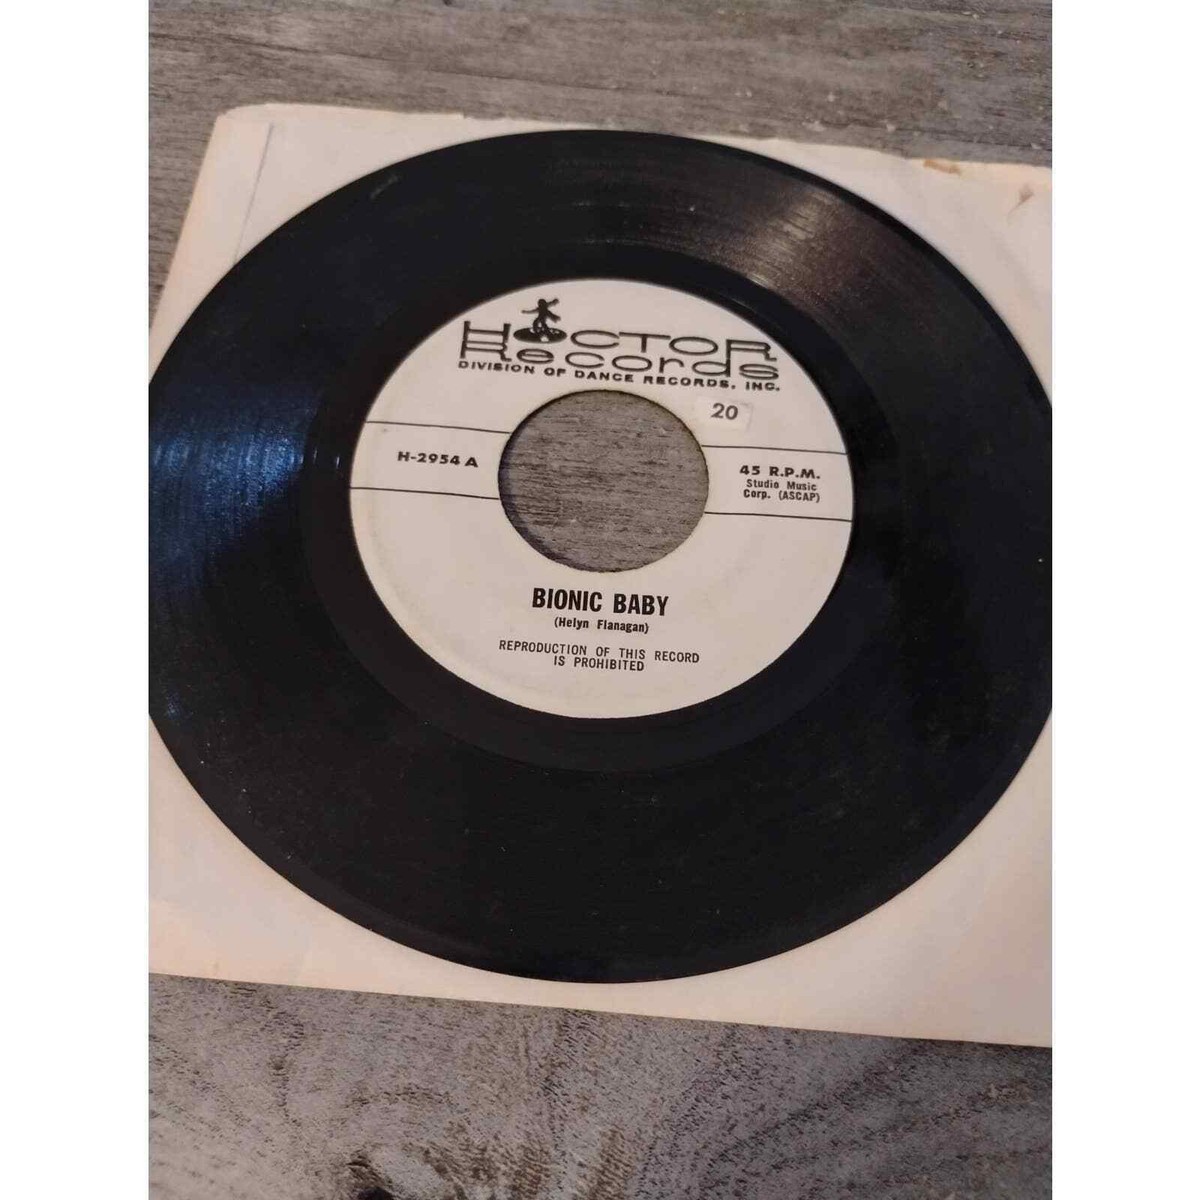 HOCTOR
Records
DIVISION OF DANCE RECORDS, INC.
20
H-2954 A
45 R.P.M.
Studio Music
Corp. (ASCAP)
BIONIC BABY
(Helyn Flanagan)
REPRODUCTION OF THIS RECORD
IS PROHIBITED